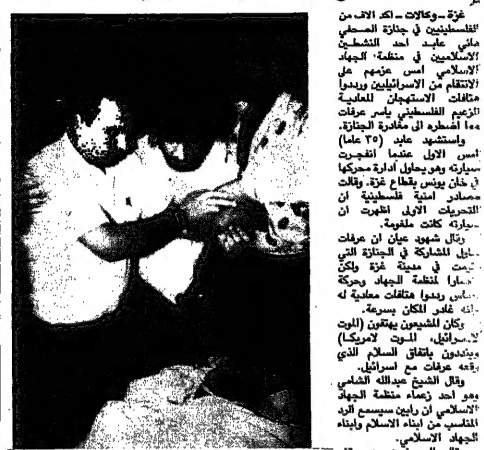 غزة ـ وكالات ـ اكد الاف من
الفلسطينيين في جنازة الصحفي
هاني عابد احد النشطين
الاسلاميين في منظمة الجهاد
الاسلامي امس عزمهم على
الانتقام من الاسرائيليين ورددوا
هتافات الاستهجان المعادية
للزعيم الفلسطيني ياسر عرفات
مما اضطره الى مغادرة الجنازة.
واستشهد عابد (٣٥ عاما)
امس الاول عندما انفجرت
سيارته وهو يحاول ادارة محركها
في خان يونس بقطاع غزة. وقالت
مصادر امنية فلسطينية ان
التحريات الاولى اظهرت ان
سيارته كانت ملغومة.
وقال شهود عيان ان عرفات
حاول المشاركة في الجنازة التي
في مدينة غزة ولكن
لمنظمة الجهاد وحركة
حماس رددوا هتافات معادية له
غادر المكان بسرعة.
وكان المشيعون يهتفون (الموت
لاسرائيل، الموت لامريكا)
وينددون باتفاق السلام الذي
وقعه عرفات مع اسرائيل.
وقال الشيخ عبدالله الشامي
وهو احد زعماء منظمة الجهاد
الاسلامي ان رابين سيسمع الرد
المناسب من ابناء الاسلام وابناء
الجهاد الاسلامي.